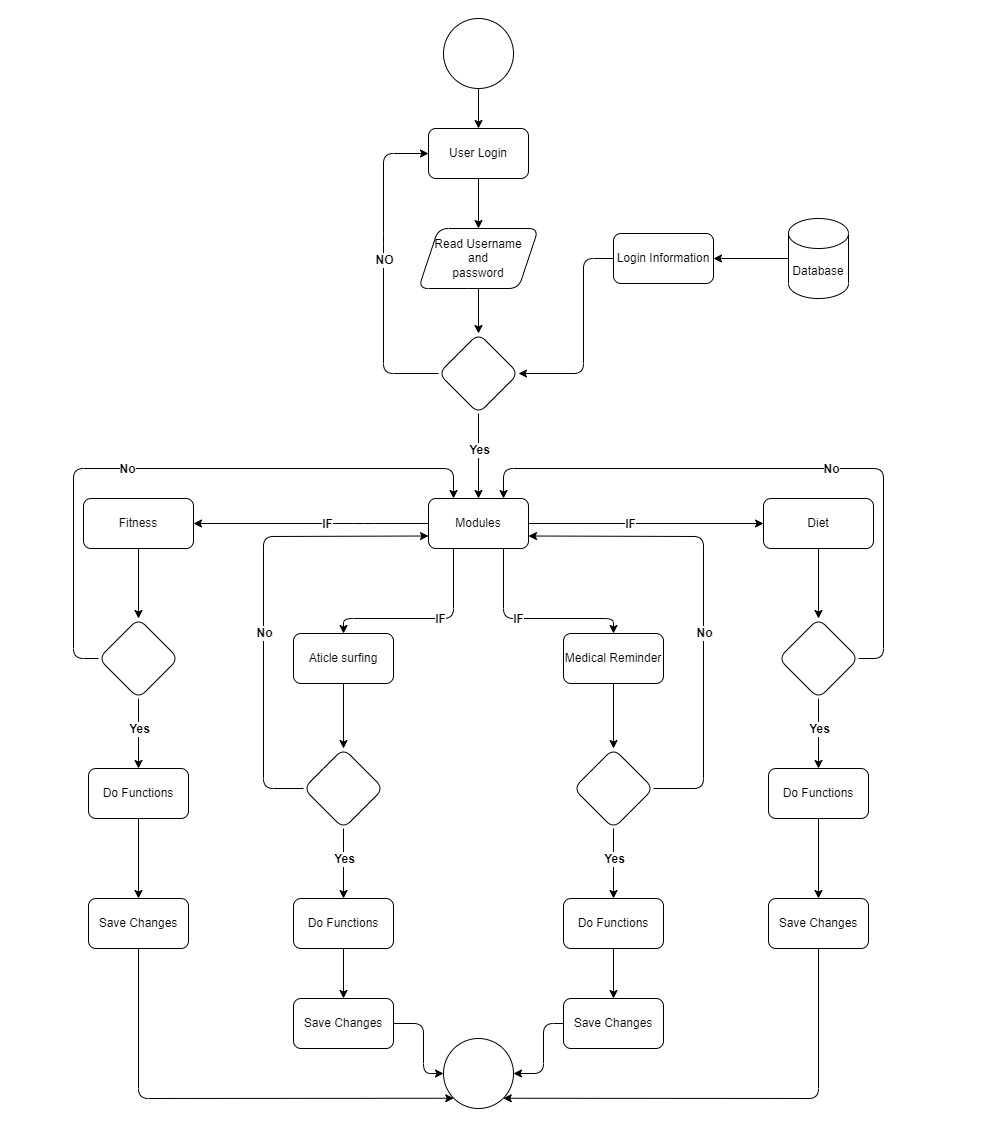 User Login
Read Username
and
password
NO
Login Information
Database
Yes
No
No
Fitness
IF
Modules
IF
Diet
IF
IF
No
No
Aticle surfing
Medical Reminder
Yes
Yes
Do Functions
Do Functions
Yes
Yes
Save Changes
Do Functions
Do Functions
Save Changes
Save Changes
Save Changes